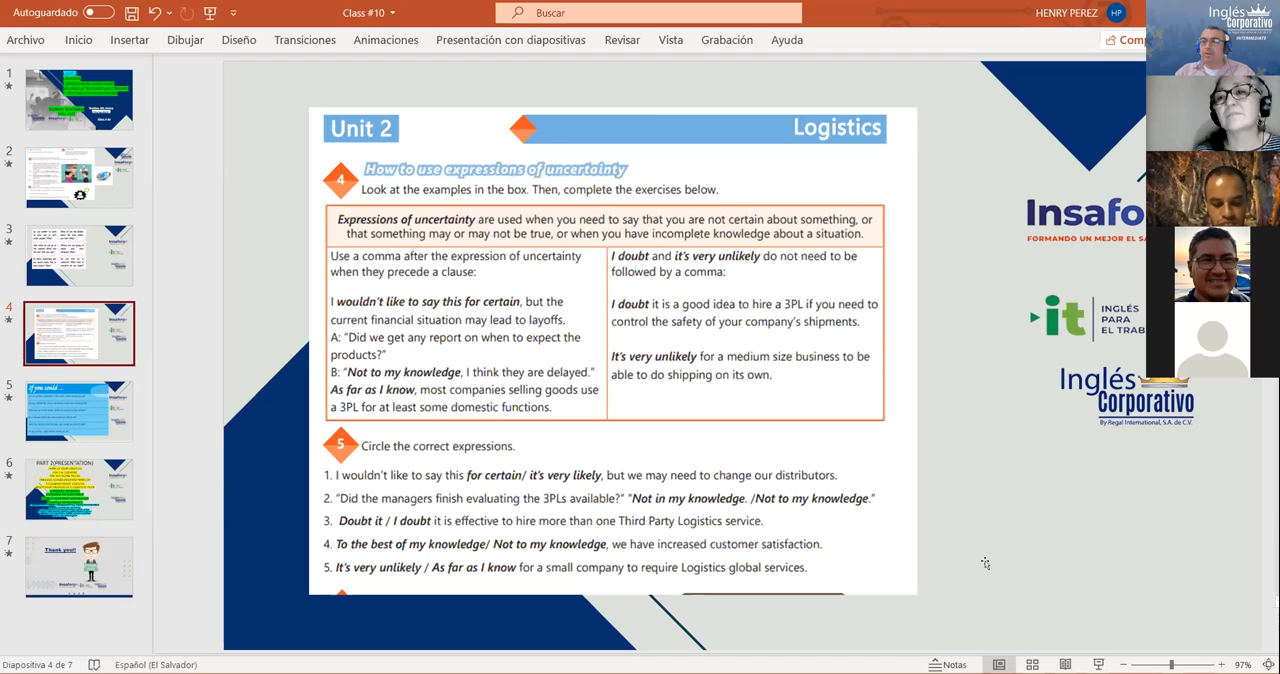 Autoguardado
Class #10
Buscar
HENRY PEREZ
HP
Archivo
Inicio
Insertar
Dibujar
Diseño
Transiciones
Animaciones
Presentación con diapositivas
Revisar
Vista
Grabación
Ayuda
Comp
Inglés
Corporativo
By Regal International, S.A. de C.V.
INTERMEDIATE
1
2
3
4
5
If you could ...
6
PART 2(PRESENTATION)
7
Thank you!!
Unit 2
Logistics
4
How to use expressions of uncertainty
Look at the examples in the box. Then, complete the exercises below.
Expressions of uncertainty are used when you need to say that you are not certain about something, or
that something may or may not be true, or when you have incomplete knowledge about a situation.
Use a comma after the expression of uncertainty
when they precede a clause:
I wouldn't like to say this for certain, but the
current financial situation may lead to layoffs.
A: "Did we get any report on when to expect the
products?"
B: "Not to my knowledge, I think they are delayed."
As far as I know, most companies selling goods use
a 3PL for at least some domestic functions.
I doubt and it's very unlikely do not need to be
followed by a comma:
I doubt it is a good idea to hire a 3PL if you need to
control the safety of your company's shipments.
It's very unlikely for a medium size business to be
able to do shipping on its own.
5
Circle the correct expressions.
1. I wouldn't like to say this for certain/ it's very likely, but we may need to change our distributors.
2. "Did the managers finish evaluating the 3PLs available?" "Not in my knowledge. /Not to my knowledge."
3. Doubt it / I doubt it is effective to hire more than one Third Party Logistics service.
4. To the best of my knowledge/ Not to my knowledge, we have increased customer satisfaction.
5. It's very unlikely / As far as I know for a small company to require Logistics global services.
Insafo
FORMANDO UN MEJOR EL SA
it
INGLÉS
PARA
EL TRAB
Inglés
Corporativo
By Regal International, S.A. de C.V.
Diapositiva 4 de 7
Español (El Salvador)
Notas
97%